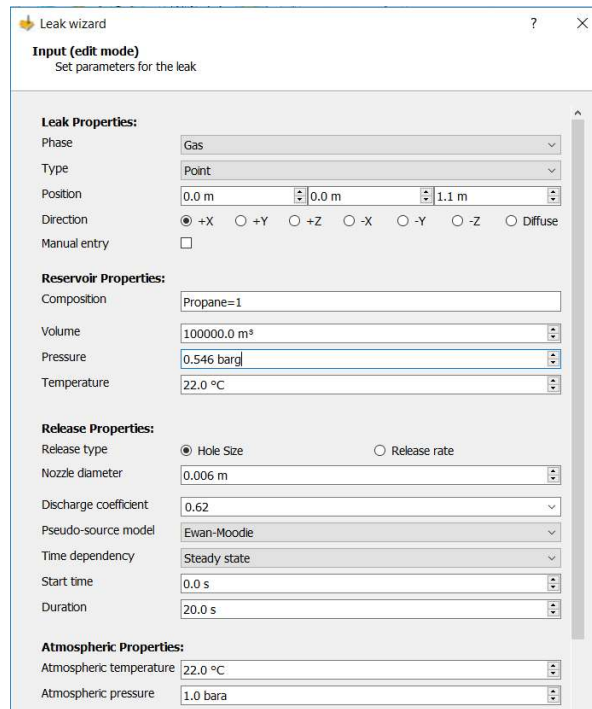 Leak wizard ?
Input (edit mode)
Set parameters for the leak
Leak Properties:
Phase Gas
Type Point
Position 0.0 m 0.0 m 1.1 m
Direction +X +Y +Z -X -Y -Z Diffuse
Manual entry
Reservoir Properties:
Composition Propane=1
Volume 100000.0 m³
Pressure 0.546 barg
Temperature 22.0 °C
Release Properties:
Release type Hole Size Release rate
Nozzle diameter 0.006 m
Discharge coefficient 0.62
Pseudo-source model Ewan-Moodie
Time dependency Steady state
Start time 0.0 s
Duration 20.0 s
Atmospheric Properties:
Atmospheric temperature 22.0 °C
Atmospheric pressure 1.0 bara